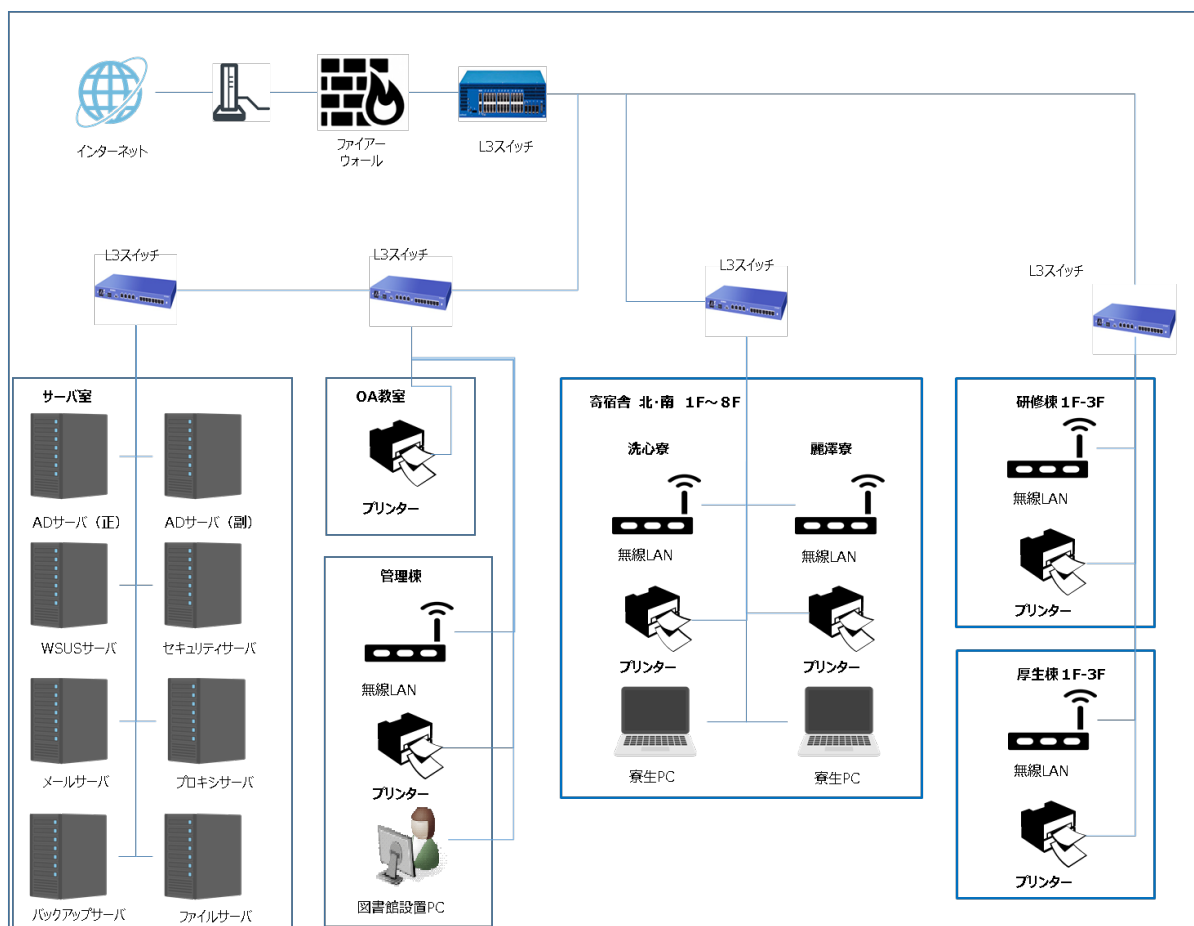 インターネット
ファイアー
ウォール
L3スイッチ
L3スイッチ
L3スイッチ
L3スイッチ
L3スイッチ
サーバ室
ADサーバ（正）
ADサーバ（副）
WSUSサーバ
セキュリティサーバ
メールサーバ
プロキシサーバ
バックアップサーバ
ファイルサーバ
OA教室
プリンター
管理棟
無線LAN
プリンター
図書館設置PC
寄宿舎 北・南 1F～8F
洗心寮
麗澤寮
無線LAN
無線LAN
プリンター
プリンター
寮生PC
寮生PC
研修棟 1F-3F
無線LAN
プリンター
厚生棟 1F-3F
無線LAN
プリンター